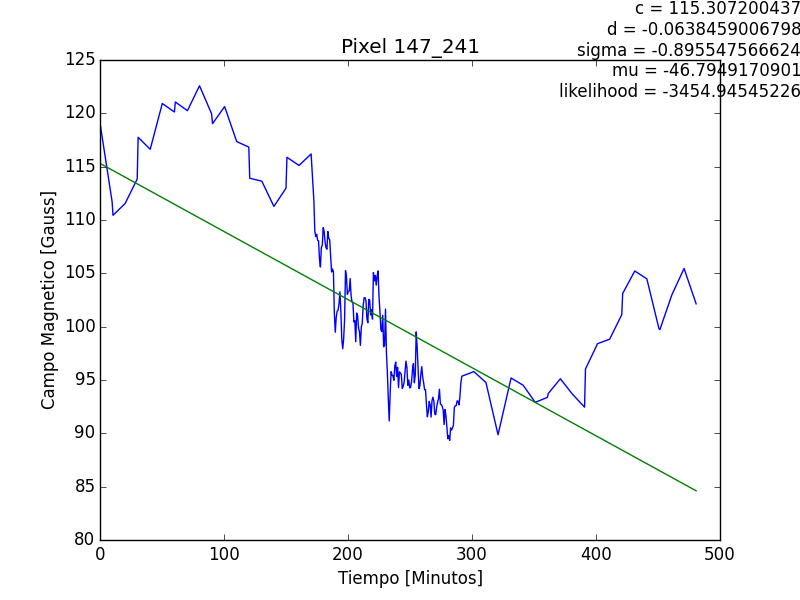 c = 115.307200437
d = -0.0638459006798
Pixel 147_241
sigma = -0.895547566624
mu = -46.7949170901
likelihood = -3454.94545226
125
120
115
110
105
100
95
90
85
80
Campo Magnetico [Gauss]
0 100 200 300 400 500
Tiempo [Minutos]